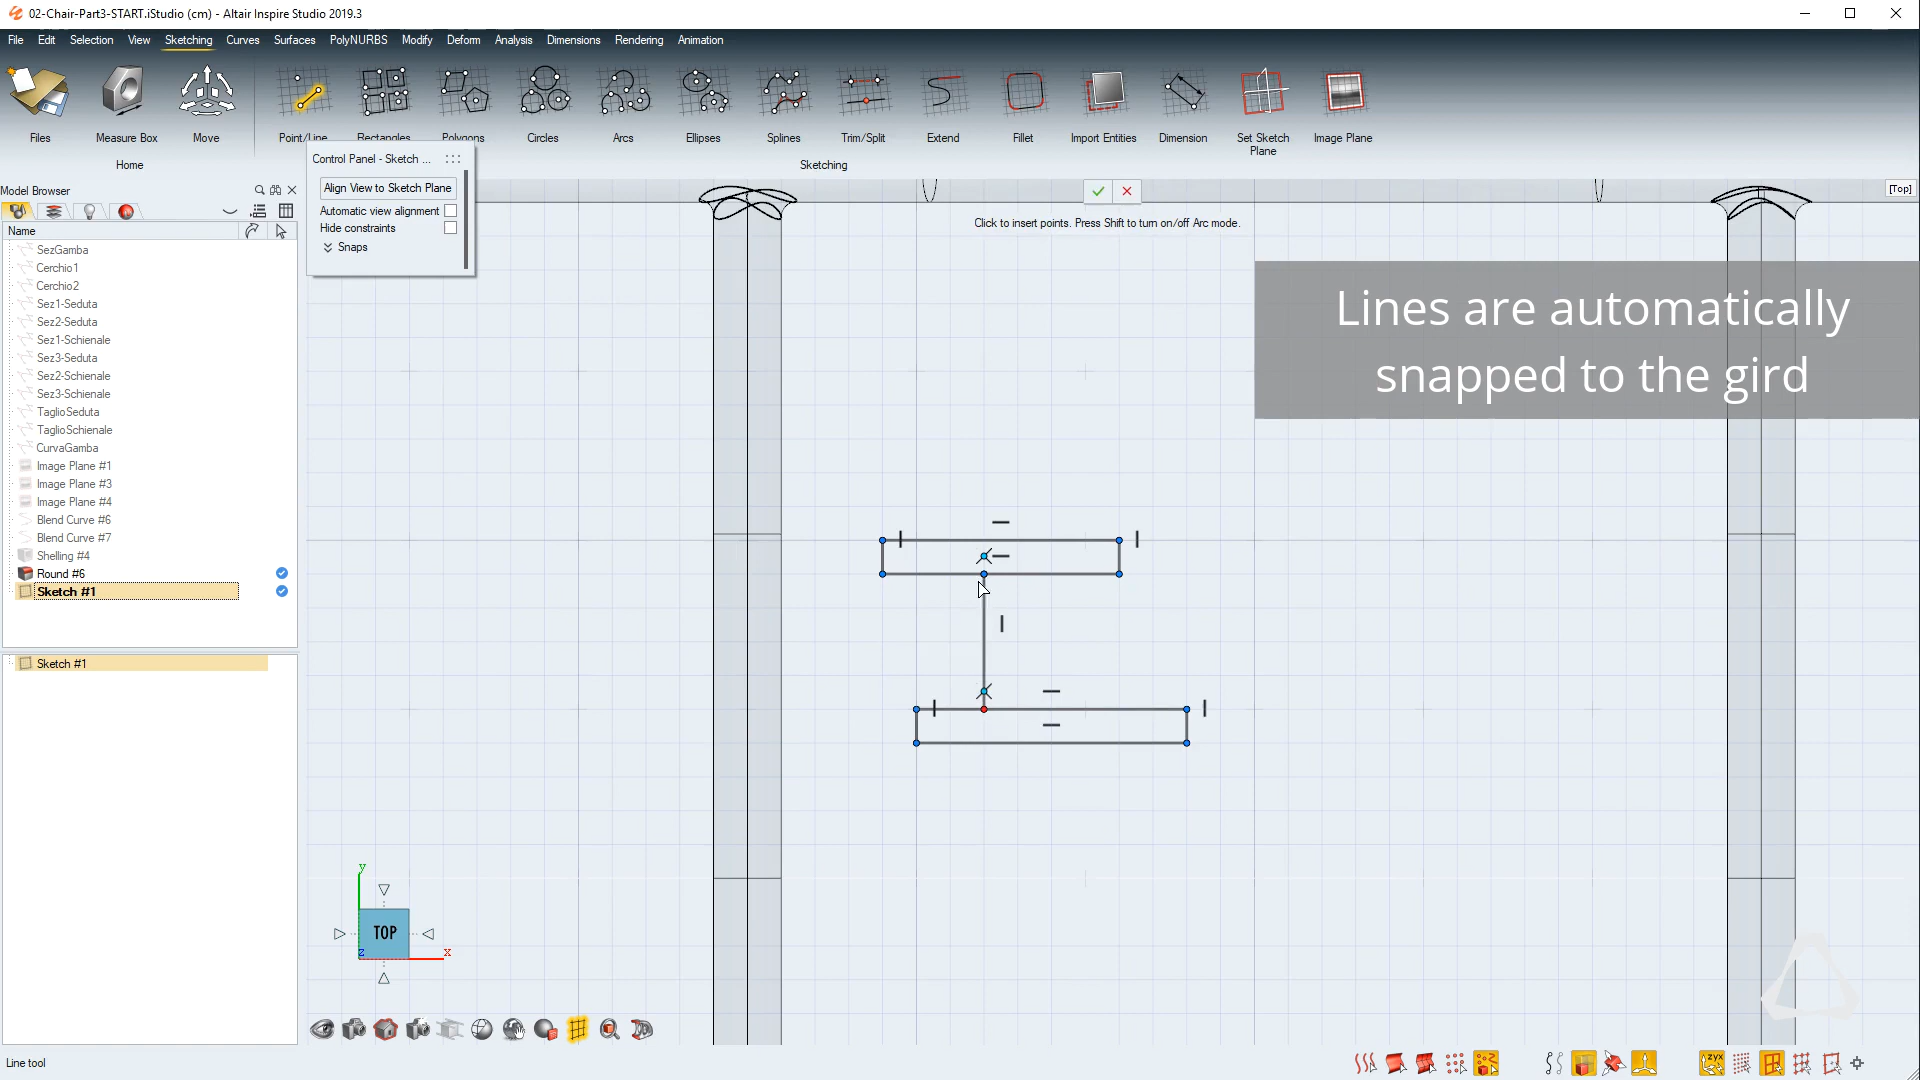 02-Chair-Part3-START.iStudio (cm) - Altair Inspire Studio 2019.3
File Edit Selection View Sketching Curves Surfaces PolyNURBS Modify Deform Analysis Dimensions Rendering Animation
Files Measure Box Move Point/Line Rectangles Polygons Circles Arcs Ellipses Splines Trim/Split Extend Fillet Import Entities Dimension Set Sketch Plane Image Plane
Home Sketching
Control Panel - Sketch ...
Align View to Sketch Plane
Automatic view alignment
Hide constraints
Snaps
[Top]
Click to insert points. Press Shift to turn on/off Arc mode.
Lines are automatically
snapped to the gird
Model Browser
Name
SezGamba
Cerchio1
Cerchio2
Sez1-Seduta
Sez2-Seduta
Sez1-Schienale
Sez3-Seduta
Sez2-Schienale
Sez3-Schienale
TaglioSeduta
TaglioSchienale
CurvaGamba
Image Plane #1
Image Plane #3
Image Plane #4
Blend Curve #6
Blend Curve #7
Shelling #4
Round #6
Sketch #1
Sketch #1
y
TOP
z
x
Line tool
zyx